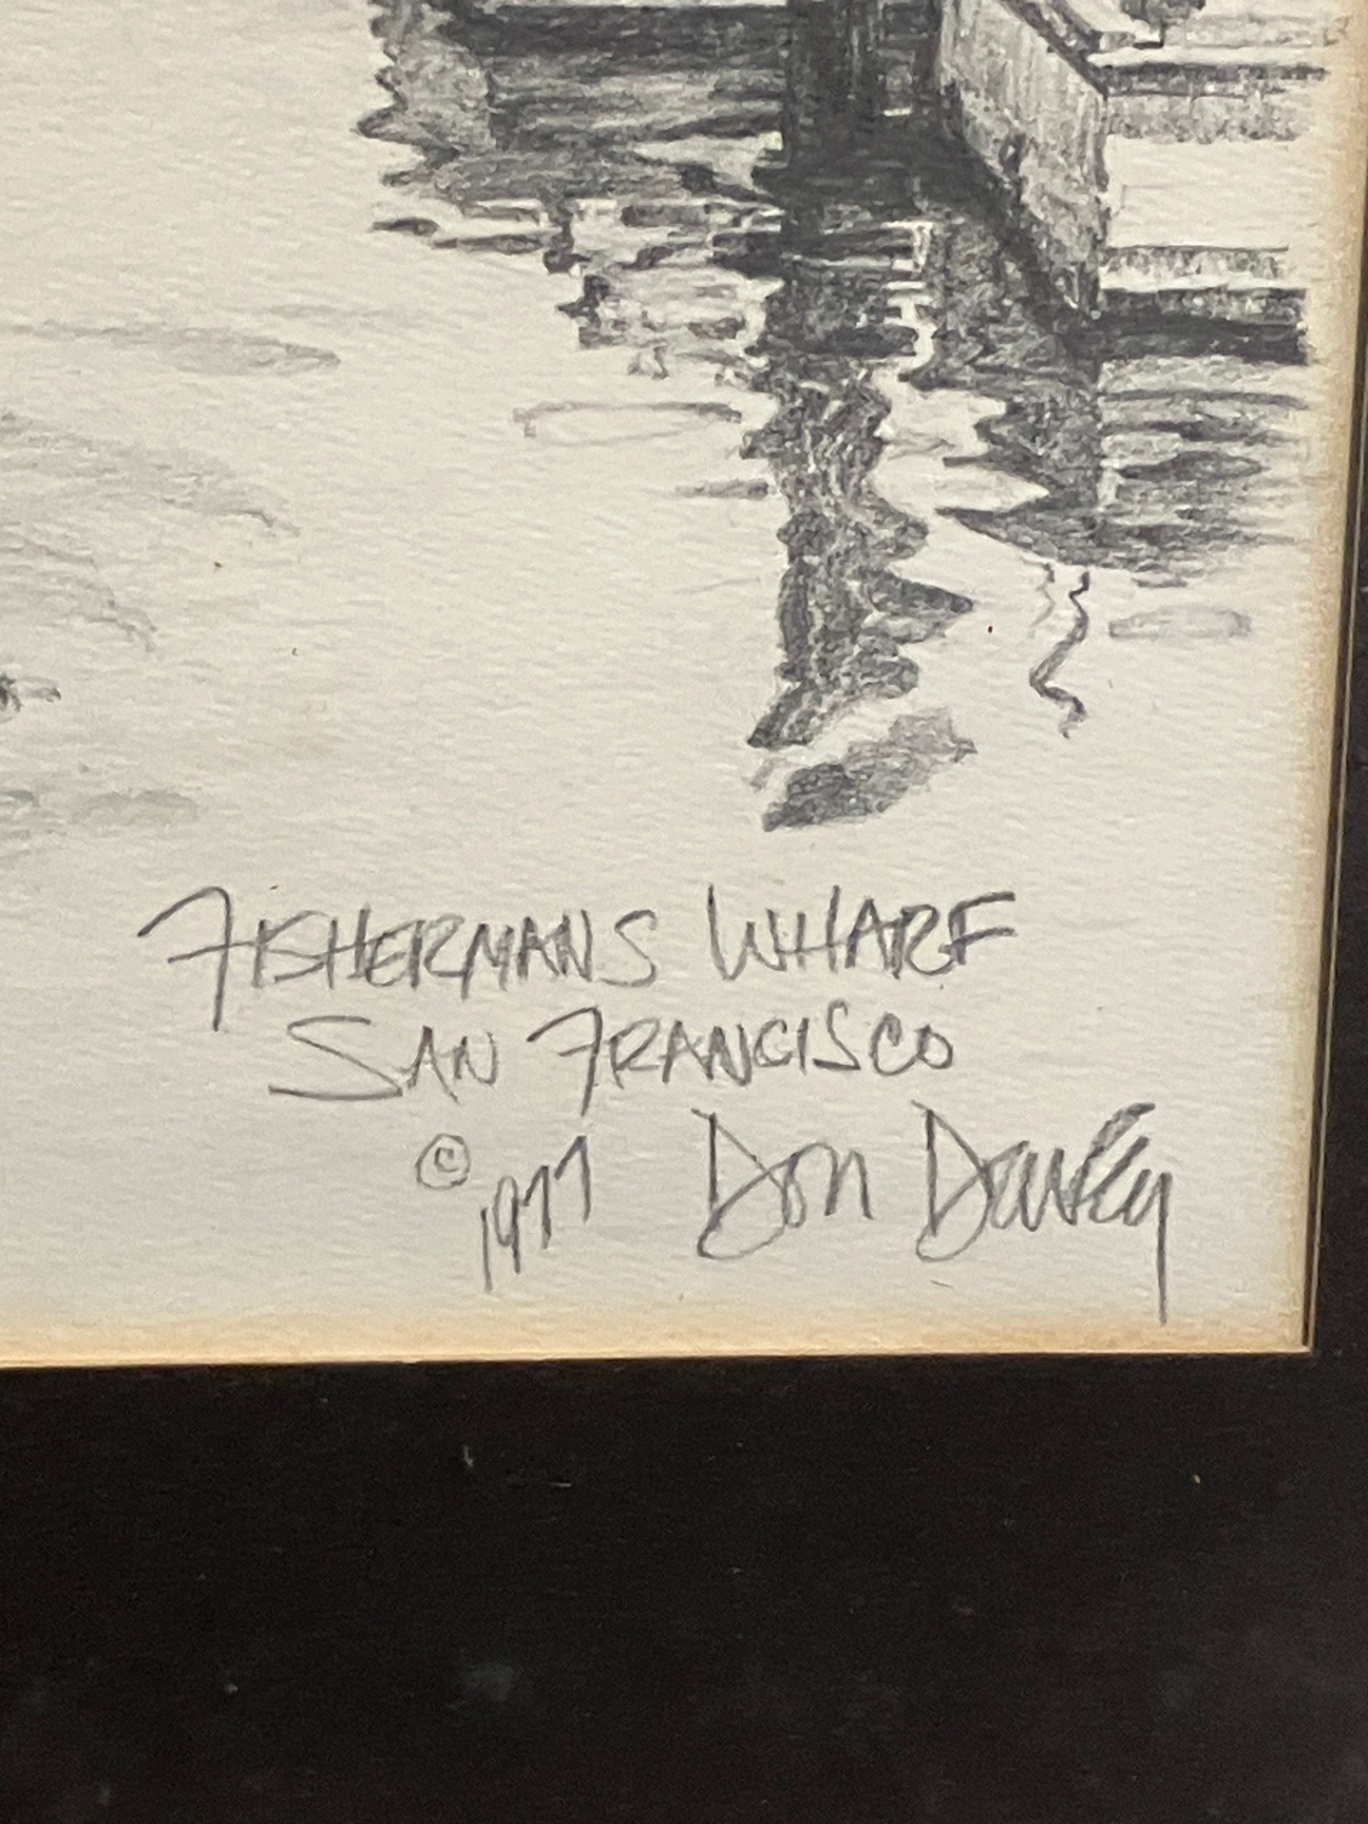 FISHERMANS WHARF
SAN FRANCISCO
© 1977 Don Davey